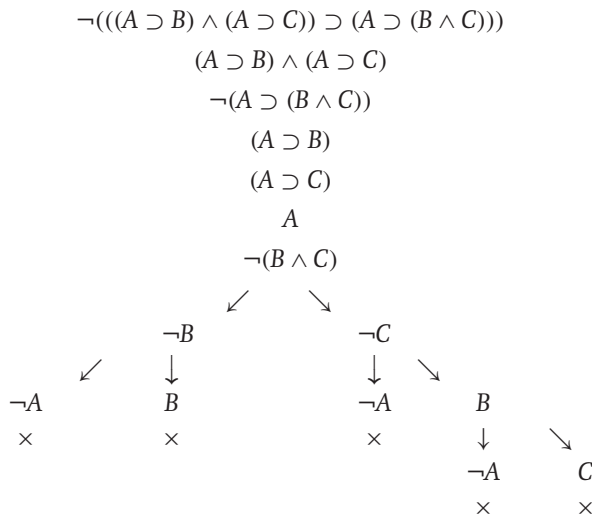 ¬(((A ⊃ B) ∧ (A ⊃ C)) ⊃ (A ⊃ (B ∧ C)))
(A ⊃ B) ∧ (A ⊃ C)
¬(A ⊃ (B ∧ C))
(A ⊃ B)
(A ⊃ C)
A
¬(B ∧ C)
↙ ↘
¬B ¬C
↙ ↓ ↓ ↘
¬A B ¬A B
× × × ↓ ↘
¬A C
× ×